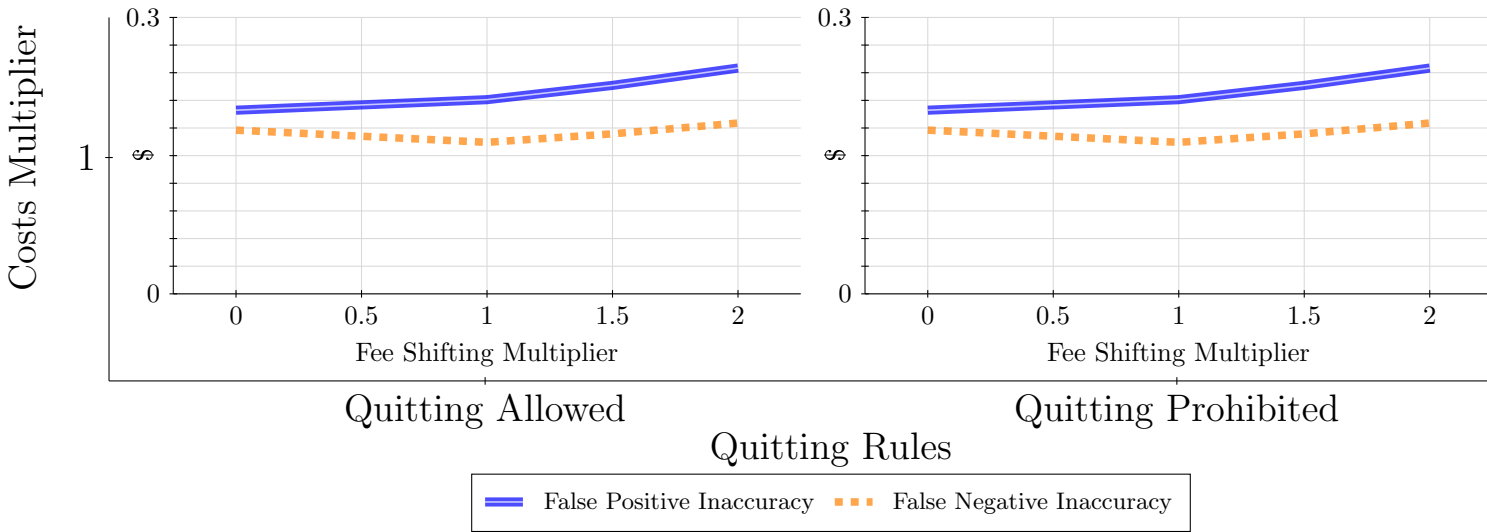 Costs Multiplier
1
0.3
$
0
0 0.5 1 1.5 2
Fee Shifting Multiplier
0.3
$
0
0 0.5 1 1.5 2
Fee Shifting Multiplier
Quitting Allowed
Quitting Prohibited
Quitting Rules
False Positive Inaccuracy
False Negative Inaccuracy